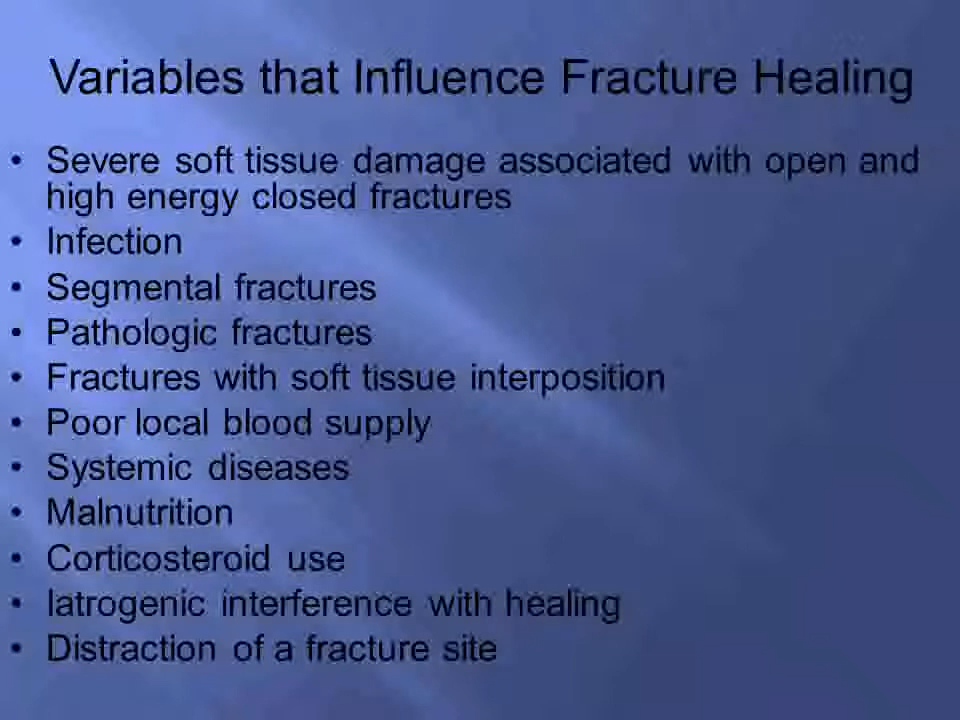 Variables that Influence Fracture Healing
• Severe soft tissue damage associated with open and
high energy closed fractures
• Infection
• Segmental fractures
• Pathologic fractures
• Fractures with soft tissue interposition
• Poor local blood supply
• Systemic diseases
• Malnutrition
• Corticosteroid use
• Iatrogenic interference with healing
• Distraction of a fracture site